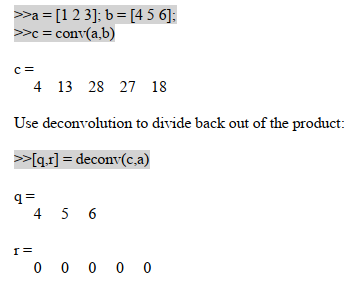 >>a = [1 2 3]; b = [4 5 6];
>>c = conv(a,b)
c =
4 13 28 27 18
Use deconvolution to divide back out of the product:
>>[q,r] = deconv(c,a)
q =
4 5 6
r =
0 0 0 0 0